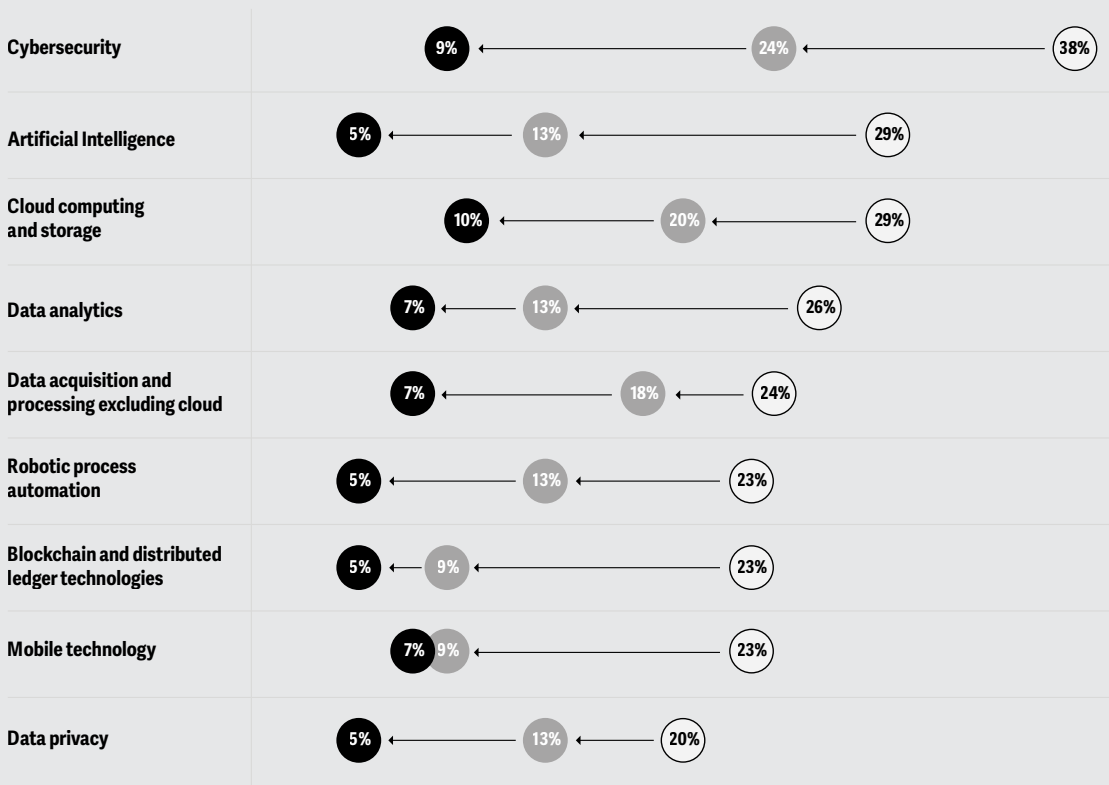 Cybersecurity
9% 24% 38%
Artificial Intelligence
5% 13% 29%
Cloud computing
and storage
10% 20% 29%
Data analytics
7% 13% 26%
Data acquisition and
processing excluding cloud
7% 18% 24%
Robotic process
automation
5% 13% 23%
Blockchain and distributed
ledger technologies
5% 9% 23%
Mobile technology
7% 9% 23%
Data privacy
5% 13% 20%